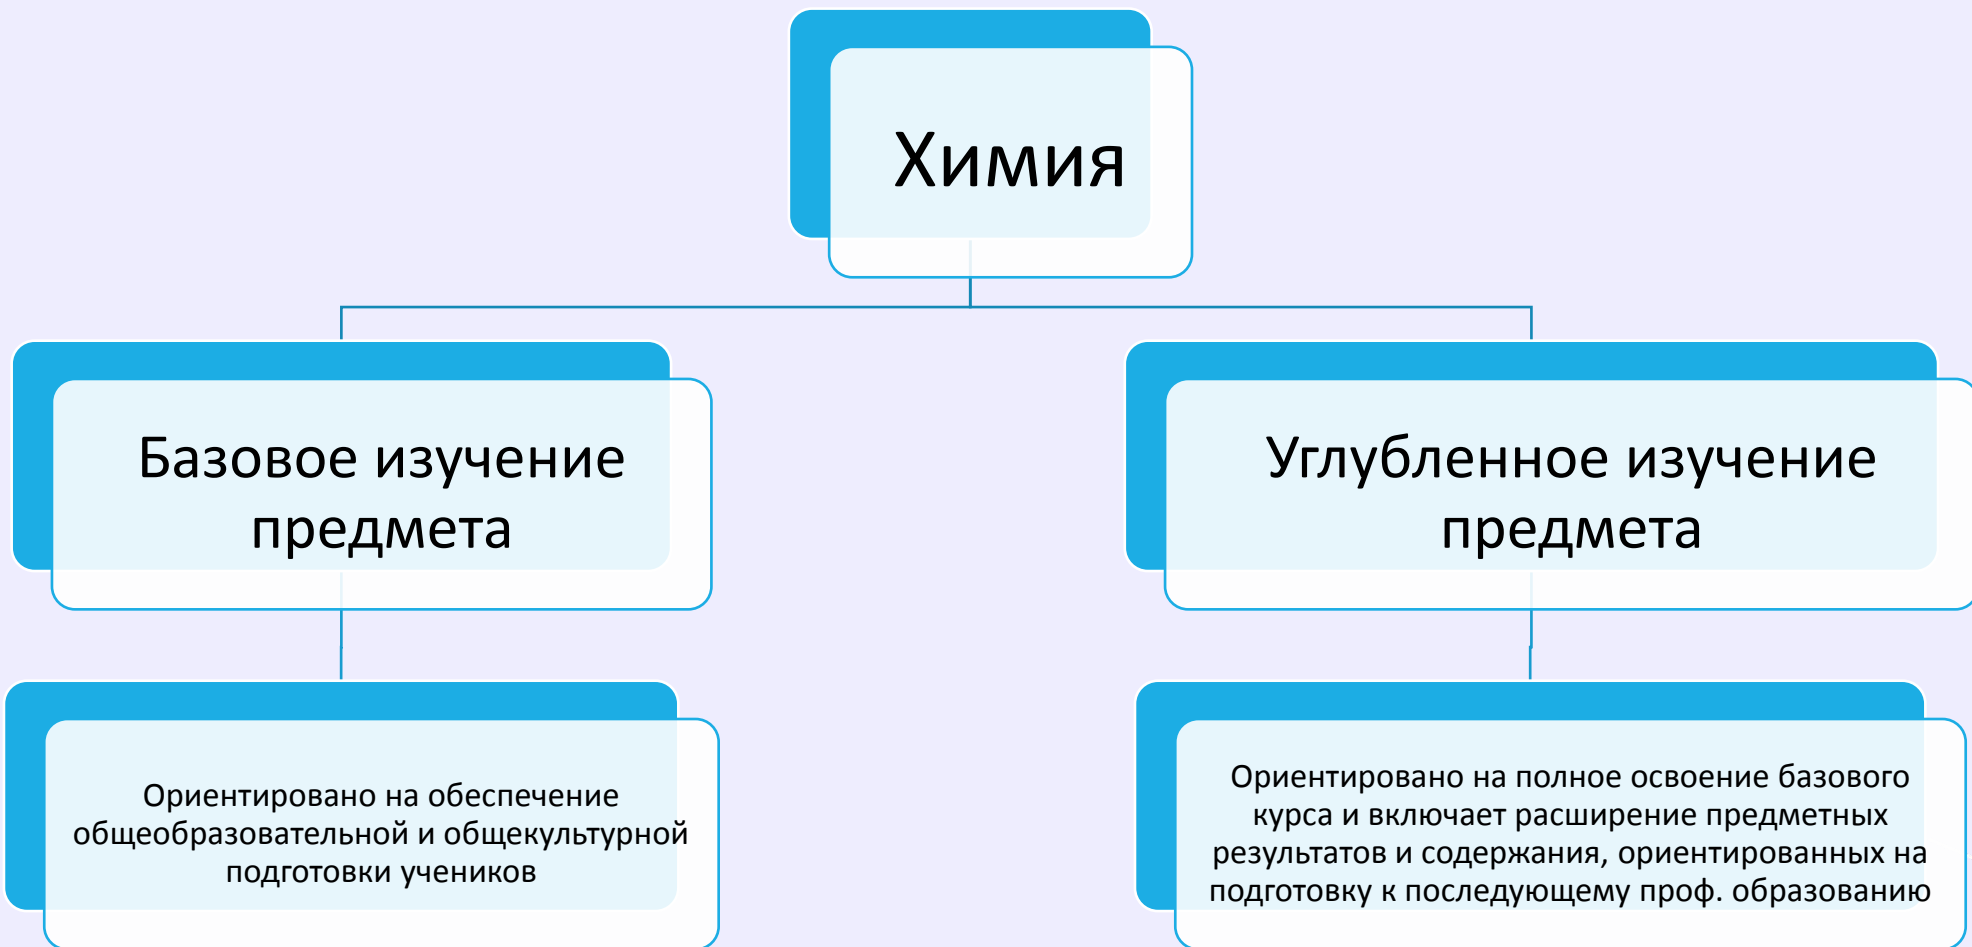 Химия
Базовое изучение
предмета
Углубленное изучение
предмета
Ориентировано на обеспечение
общеобразовательной и общекультурной
подготовки учеников
Ориентировано на полное освоение базового
курса и включает расширение предметных
результатов и содержания, ориентированных на
подготовку к последующему проф. образованию